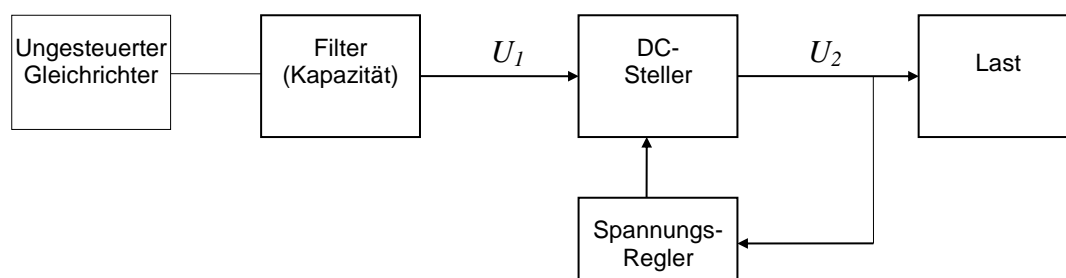 Ungesteuerter
Gleichrichter
Filter
(Kapazität)
U1
DC-
Steller
U2
Last
Spannungs-
Regler